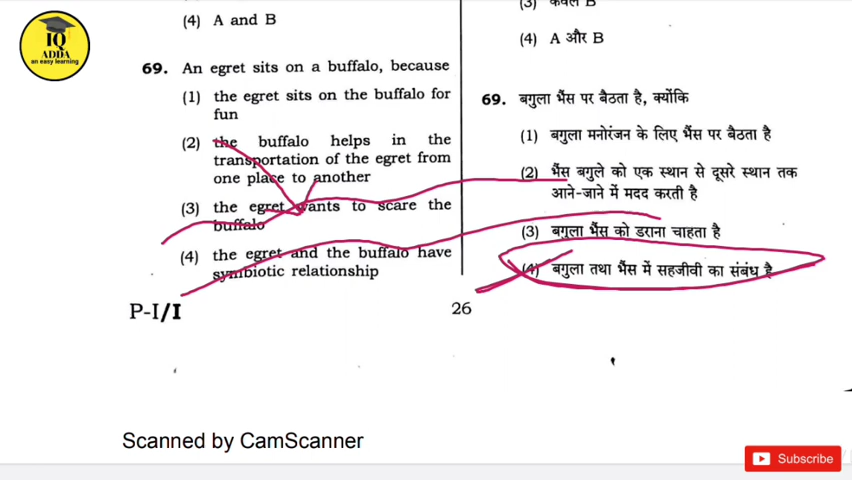 IQ
ADDA
an easy learning
(4) A and B
69. An egret sits on a buffalo, because
(1) the egret sits on the buffalo for
fun
(2) the buffalo helps in the
transportation of the egret from
one place to another
(3) the egret wants to scare the
buffalo
(4) the egret and the buffalo have
symbiotic relationship
P-I/I
26
(3) केवल B
(4) A और B
69. बगुला भैंस पर बैठता है, क्योंकि
(1) बगुला मनोरंजन के लिए भैंस पर बैठता है
(2) भैंस बगुले को एक स्थान से दूसरे स्थान तक
आने-जाने में मदद करती है
(3) बगुला भैंस को डराना चाहता है
(4) बगुला तथा भैंस में सहजीवी का संबंध है
Scanned by CamScanner
Subscribe